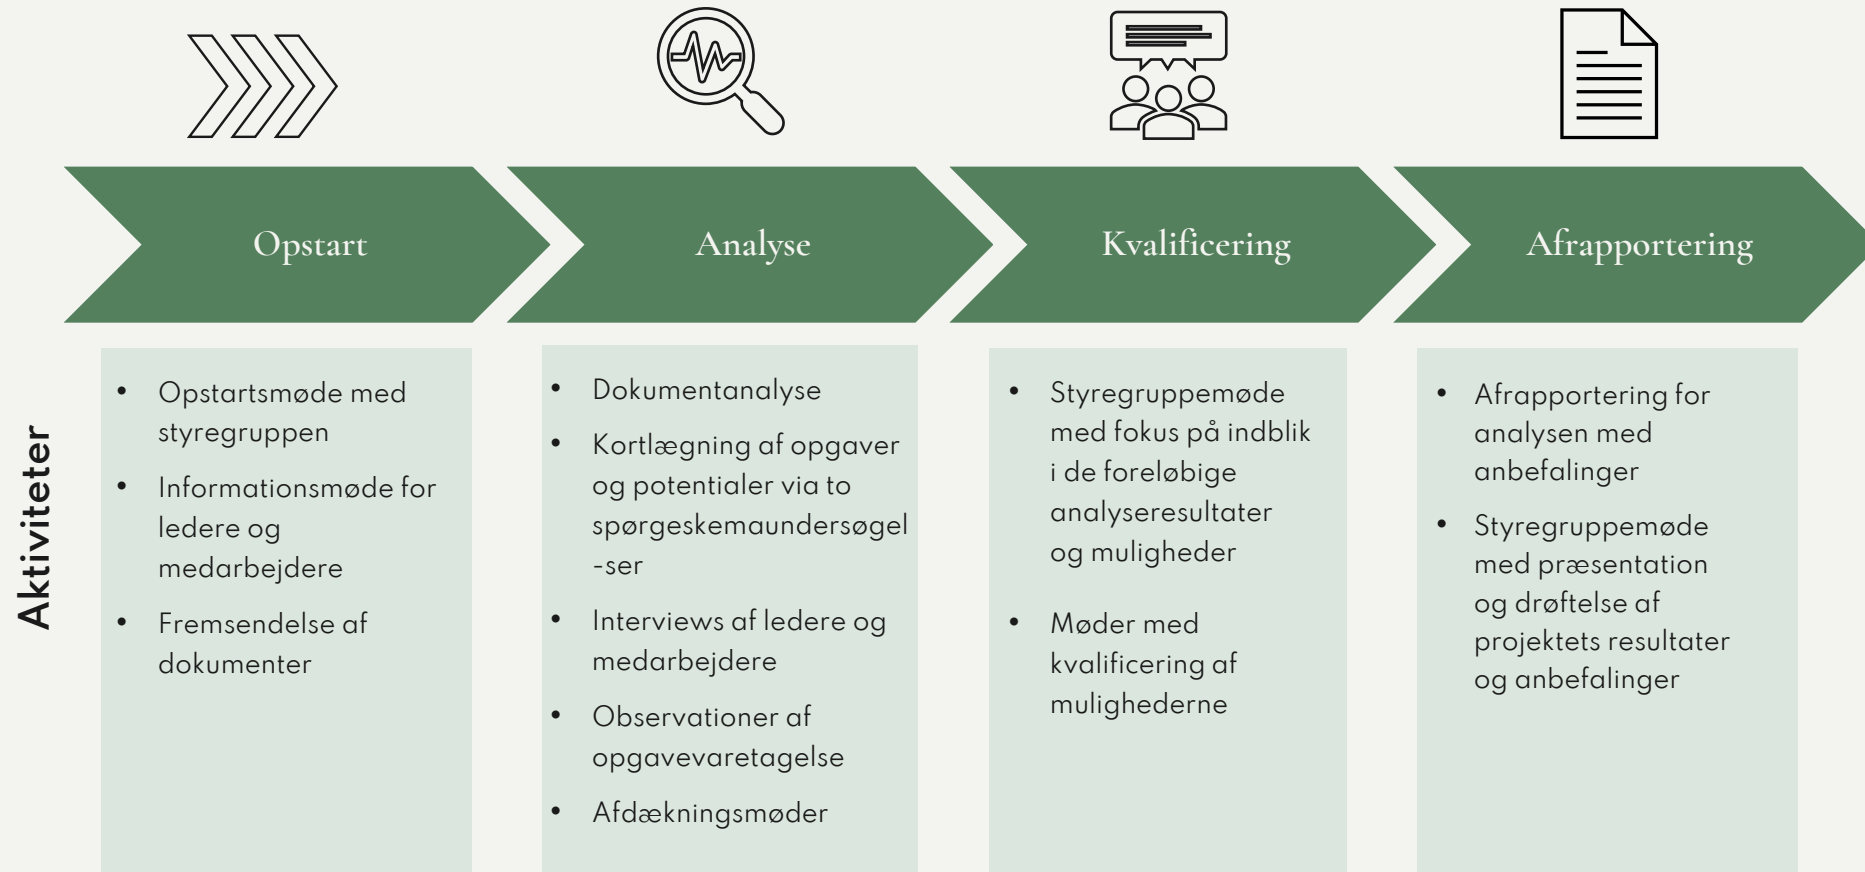 Opstart
Analyse
Kvalificering
Afrapportering
Aktiviteter
• Opstartsmøde med
styregruppen
• Informationsmøde for
ledere og
medarbejdere
• Fremsendelse af
dokumenter
• Dokumentanalyse
• Kortlægning af opgaver
og potentialer via to
spørgeskemaundersøgel
-ser
• Interviews af ledere og
medarbejdere
• Observationer af
opgavevaretagelse
• Afdækningsmøder
• Styregruppemøde
med fokus på indblik
i de foreløbige
analyseresultater
og muligheder
• Møder med
kvalificering af
mulighederne
• Afrapportering for
analysen med
anbefalinger
• Styregruppemøde
med præsentation
og drøftelse af
projektets resultater
og anbefalinger